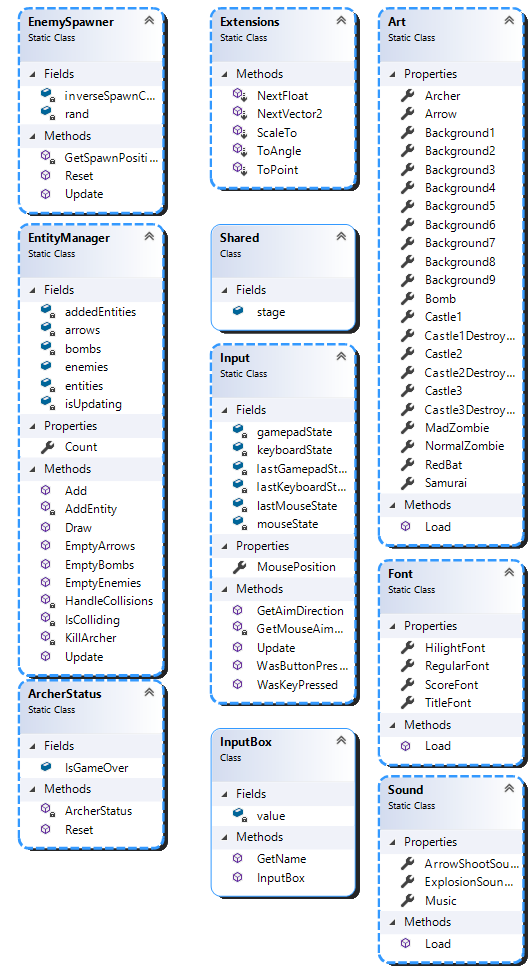 EnemySpawner
Static Class
Fields
inverseSpawnC...
rand
Methods
GetSpawnPositi...
Reset
Update
EntityManager
Static Class
Fields
addedEntities
arrows
bombs
enemies
entities
isUpdating
Properties
Count
Methods
Add
AddEntity
Draw
EmptyArrows
EmptyBombs
EmptyEnemies
HandleCollisions
IsColliding
KillArcher
Update
ArcherStatus
Static Class
Fields
IsGameOver
Methods
ArcherStatus
Reset
Extensions
Static Class
Methods
NextFloat
NextVector2
ScaleTo
ToAngle
ToPoint
Shared
Class
Fields
stage
Input
Static Class
Fields
gamepadState
keyboardState
lastGamepadSt...
lastKeyboardSt...
lastMouseState
mouseState
Properties
MousePosition
Methods
GetAimDirection
GetMouseAim...
Update
WasButtonPres...
WasKeyPressed
InputBox
Class
Fields
value
Methods
GetName
InputBox
Art
Static Class
Properties
Archer
Arrow
Background1
Background2
Background3
Background4
Background5
Background6
Background7
Background8
Background9
Bomb
Castle1
Castle1Destroy...
Castle2
Castle2Destroy...
Castle3
Castle3Destroy...
MadZombie
NormalZombie
RedBat
Samurai
Methods
Load
Font
Static Class
Properties
HilightFont
RegularFont
ScoreFont
TitleFont
Methods
Load
Sound
Static Class
Properties
ArrowShootSou...
ExplosionSoun...
Music
Methods
Load